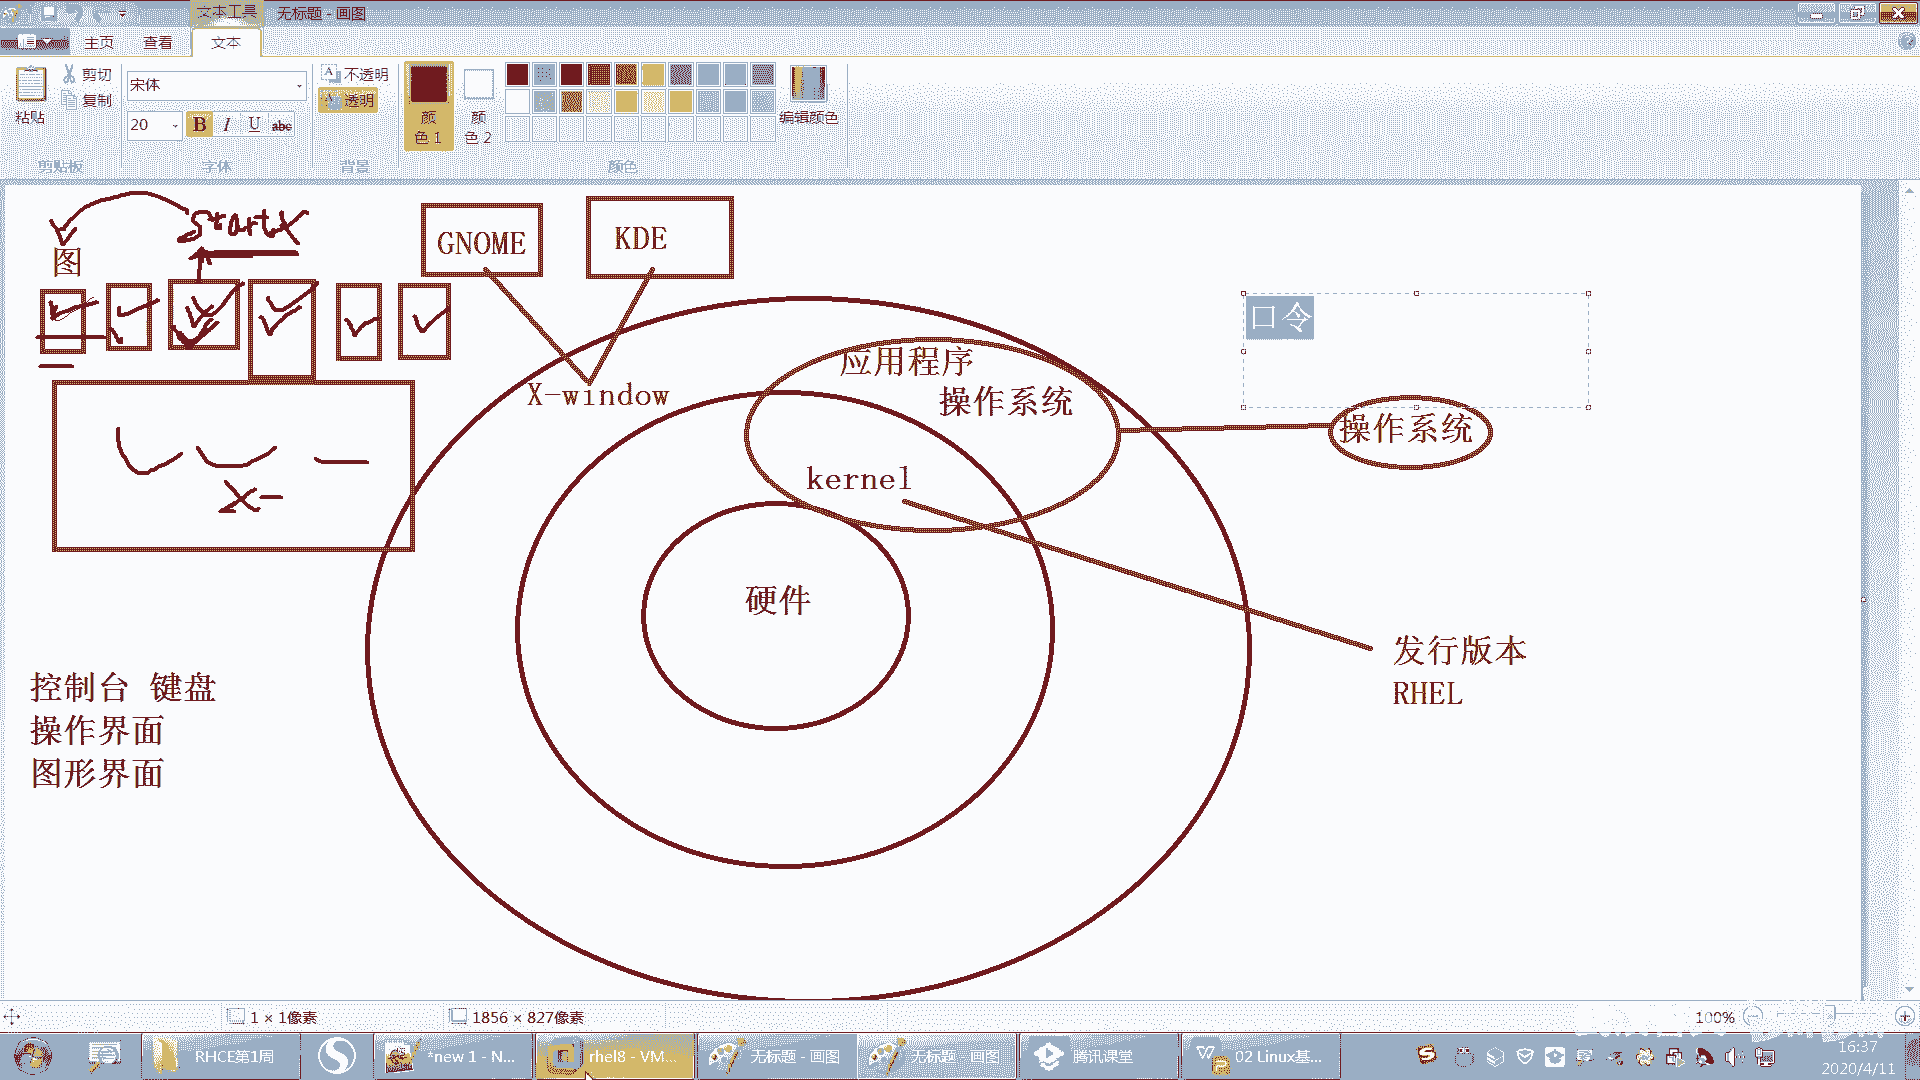 文本工具
无标题 - 画图
主页
查看
文本
粘贴
剪切
复制
剪贴板
宋体
20
B
I
U
abc
字体
A
不透明
透明
背景
颜
色 1
颜
色 2
编辑颜色
颜色
startX
图
GNOME
KDE
X-window
应用程序
操作系统
kernel
硬件
口令
操作系统
发行版本
RHEL
X-
控制台 键盘
操作界面
图形界面
1 × 1像素
1856 × 827像素
100%
RHCE第1周
*new 1 - N...
rhel8 - VM...
无标题 - 画图
无标题 - 画图
腾讯课堂
02 Linux基...
16:37
2020/4/11